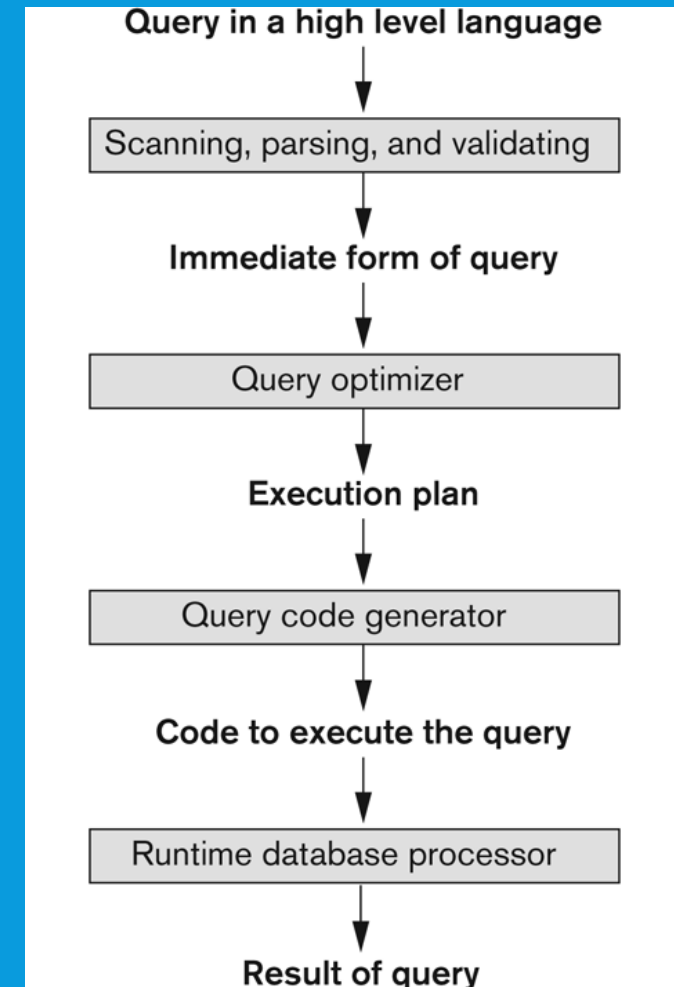 Query in a high level language
Scanning, parsing, and validating
Immediate form of query
Query optimizer
Execution plan
Query code generator
Code to execute the query
Runtime database processor
Result of query